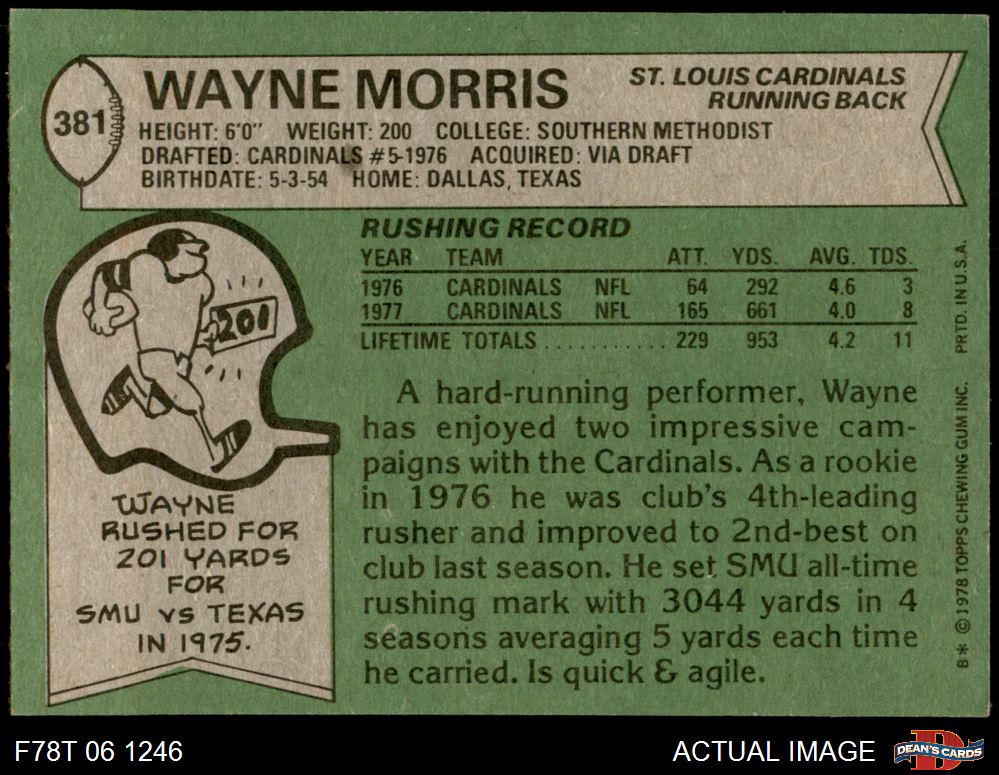 381
WAYNE MORRIS
ST. LOUIS CARDINALS
RUNNING BACK
HEIGHT: 6'0" WEIGHT: 200 COLLEGE: SOUTHERN METHODIST
DRAFTED: CARDINALS #5-1976 ACQUIRED: VIA DRAFT
BIRTHDATE: 5-3-54 HOME: DALLAS, TEXAS
201
WAYNE
RUSHED FOR
201 YARDS
FOR
SMU VS TEXAS
IN 1975.
RUSHING RECORD
YEAR TEAM ATT. YDS. AVG. TDS.
1976 CARDINALS NFL 64 292 4.6 3
1977 CARDINALS NFL 165 661 4.0 8
LIFETIME TOTALS........... 229 953 4.2 11
A hard-running performer, Wayne
has enjoyed two impressive cam-
paigns with the Cardinals. As a rookie
in 1976 he was club's 4th-leading
rusher and improved to 2nd-best on
club last season. He set SMU all-time
rushing mark with 3044 yards in 4
seasons averaging 5 yards each time
he carried. Is quick & agile.
B* ©1978 TOPPS CHEWING GUM INC. PRTD. IN U.S.A.
F78T 06 1246
ACTUAL IMAGE
D
DEAN'S CARDS